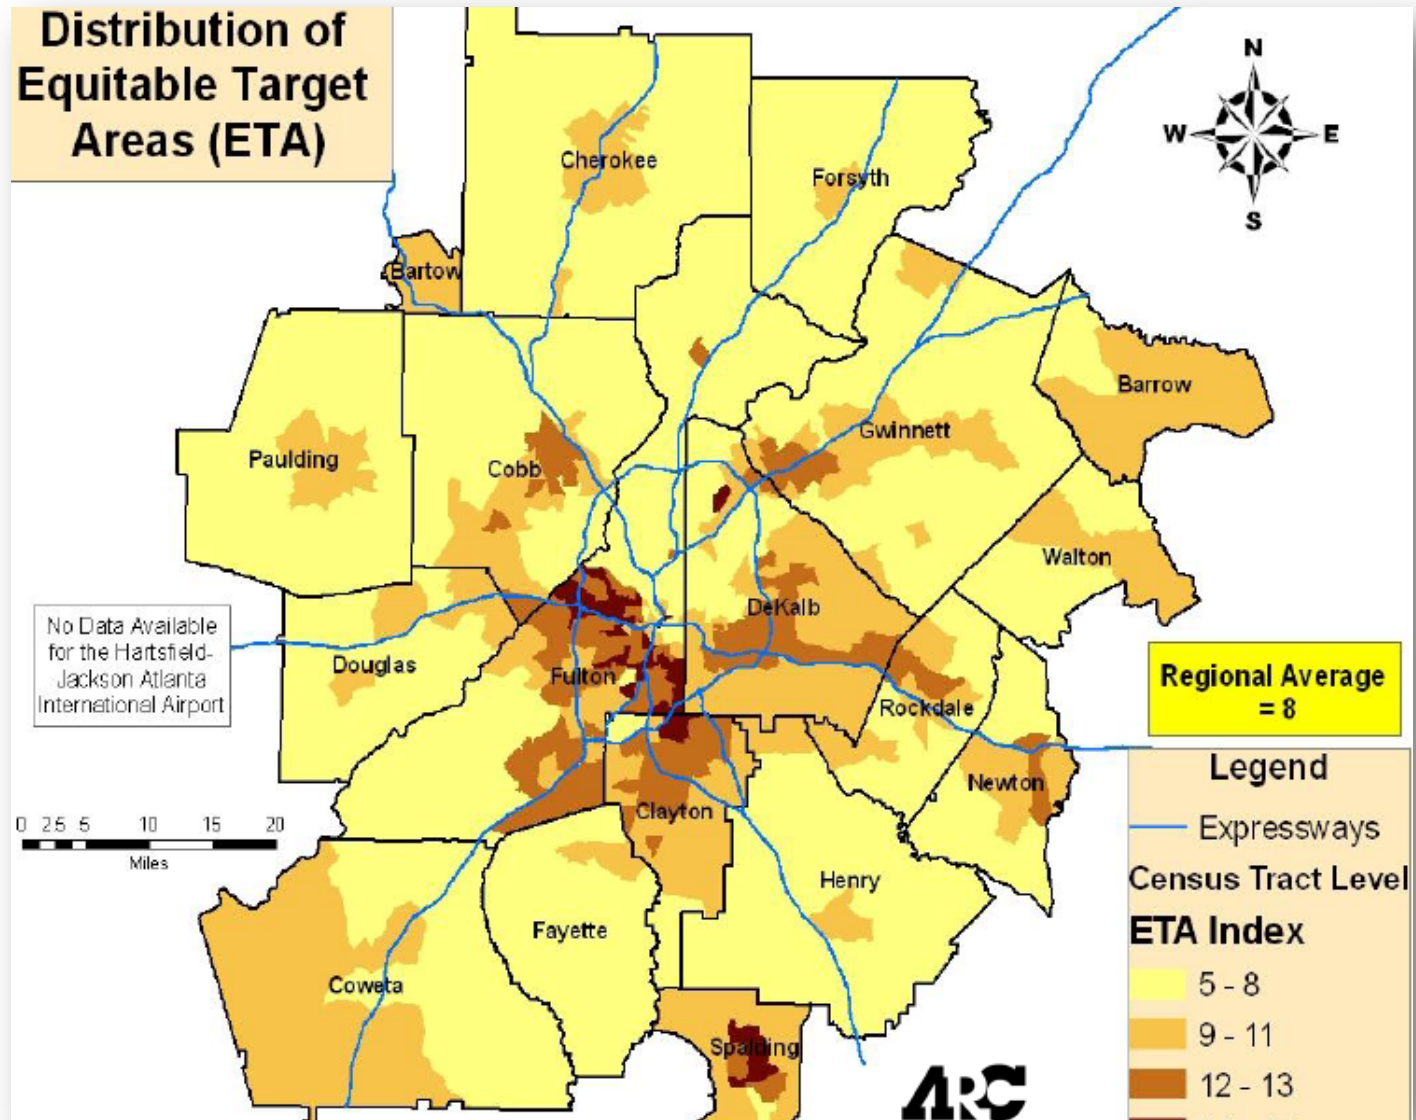 Distribution of
Equitable Target
Areas (ETA)
N
W
E
S
Cherokee
Forsyth
Bartow
Barrow
Gwinnett
Paulding
Cobb
Walton
DeKalb
No Data Available
for the Hartsfield-
Jackson Atlanta
International Airport
Douglas
Fulton
Rockdale
Regional Average
= 8
Newton
Clayton
0 2.5 5 10 15 20
Miles
Henry
Fayette
Coweta
Spalding
ARC
Legend
Expressways
Census Tract Level
ETA Index
5 - 8
9 - 11
12 - 13